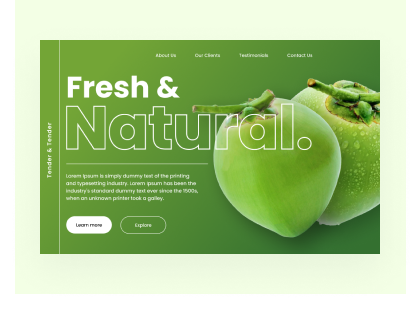 About Us
Our Clients
Testimonials
Contact Us
Fresh &
Natural.
Tender & Tender
Lorem Ipsum is simply dummy text of the printing
and typesetting industry. Lorem Ipsum has been the
industry's standard dummy text ever since the 1500s,
when an unknown printer took a galley.
Learn more
Explore